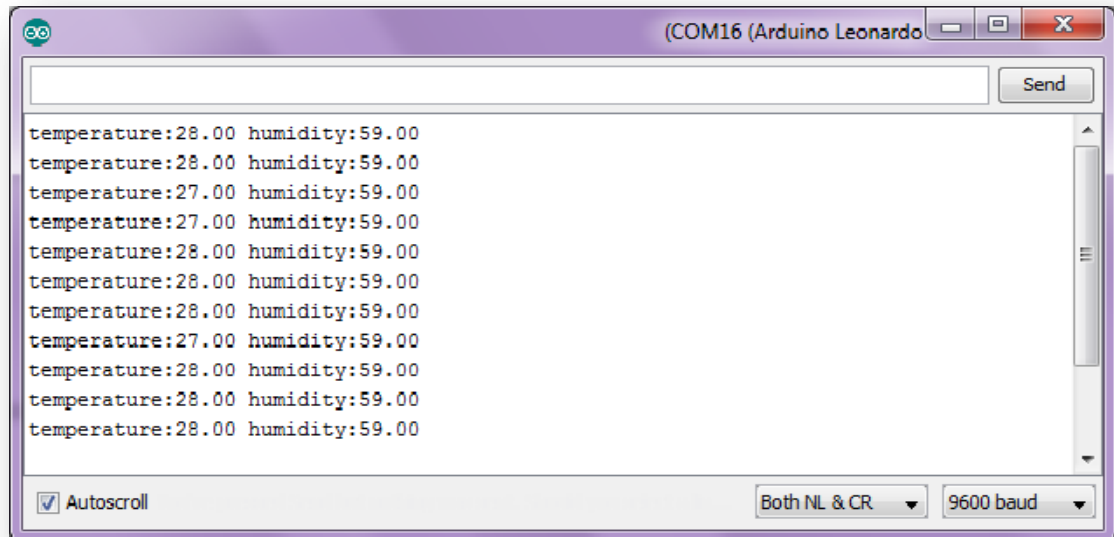 (COM16 (Arduino Leonardo
Send
temperature:28.00 humidity:59.00
temperature:28.00 humidity:59.00
temperature:27.00 humidity:59.00
temperature:27.00 humidity:59.00
temperature:28.00 humidity:59.00
temperature:28.00 humidity:59.00
temperature:28.00 humidity:59.00
temperature:27.00 humidity:59.00
temperature:28.00 humidity:59.00
temperature:28.00 humidity:59.00
temperature:28.00 humidity:59.00
Autoscroll Both NL & CR 9600 baud